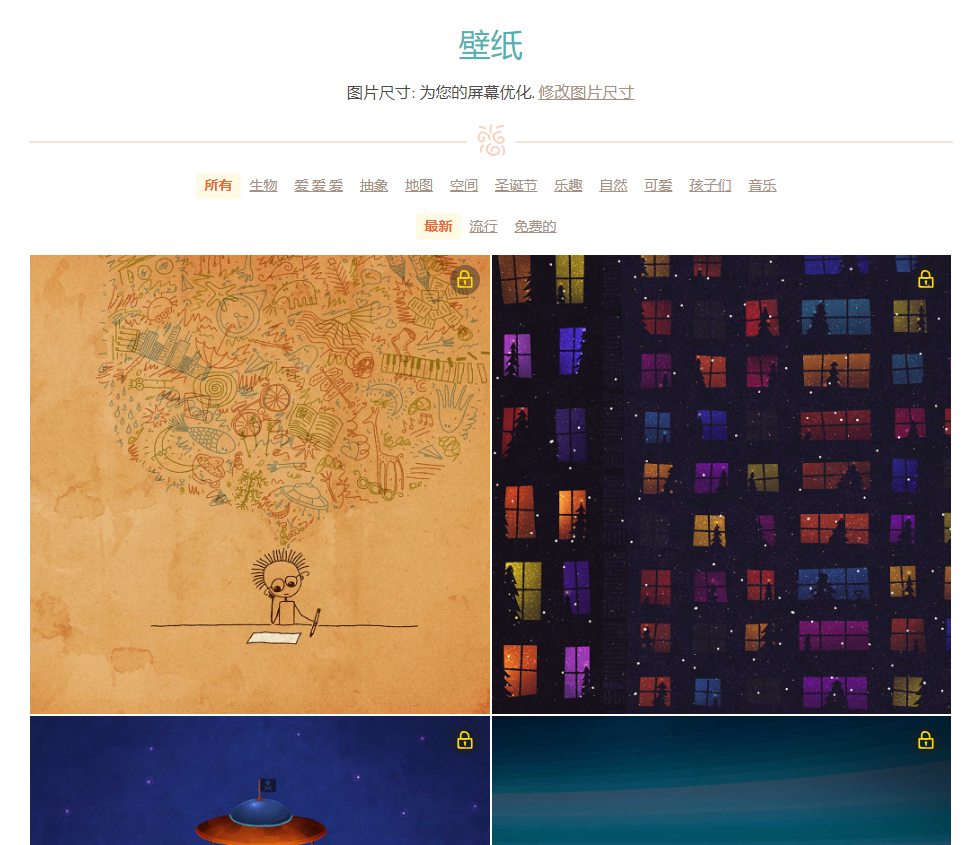 壁纸
图片尺寸: 为您的屏幕优化. 修改图片尺寸
所有 生物 爱 爱 爱 抽象 地图 空间 圣诞节 乐趣 自然 可爱 孩子们 音乐
最新 流行 免费的